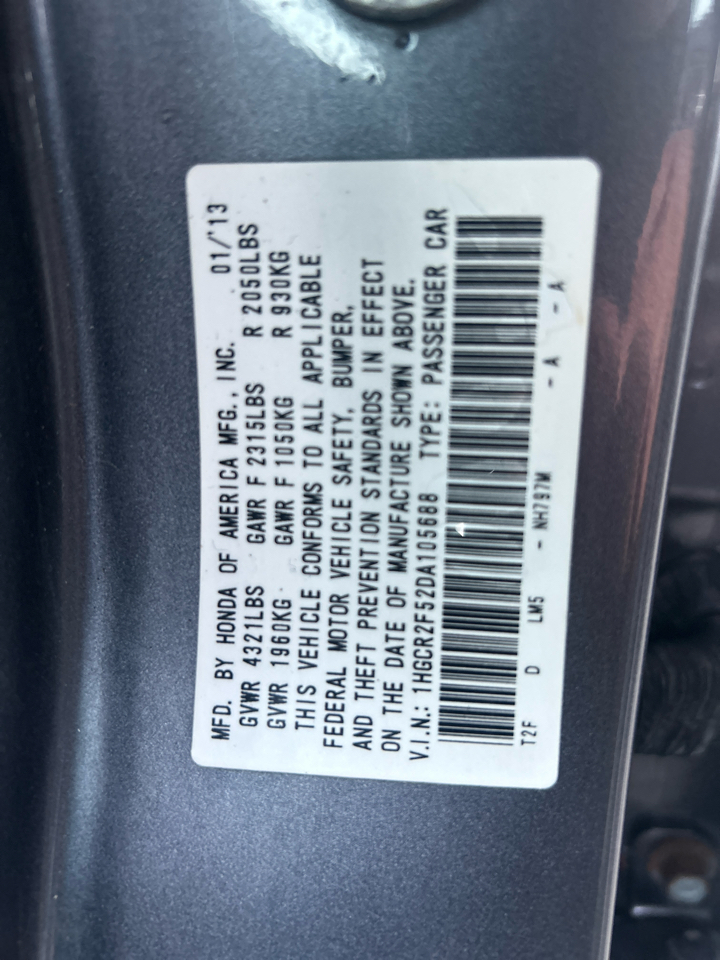 MFD. BY HONDA OF AMERICA MFG., INC. 01/'13
GVWR 4321LBS GAWR F 2315LBS R 2050LBS
GVWR 1960KG GAWR F 1050KG R 930KG
THIS VEHICLE CONFORMS TO ALL APPLICABLE
FEDERAL MOTOR VEHICLE SAFETY, BUMPER,
AND THEFT PREVENTION STANDARDS IN EFFECT
ON THE DATE OF MANUFACTURE SHOWN ABOVE.
V.I.N.: 1HGCR2F52DA105688 TYPE: PASSENGER CAR
T2F D LM5 - NH797M - A - A